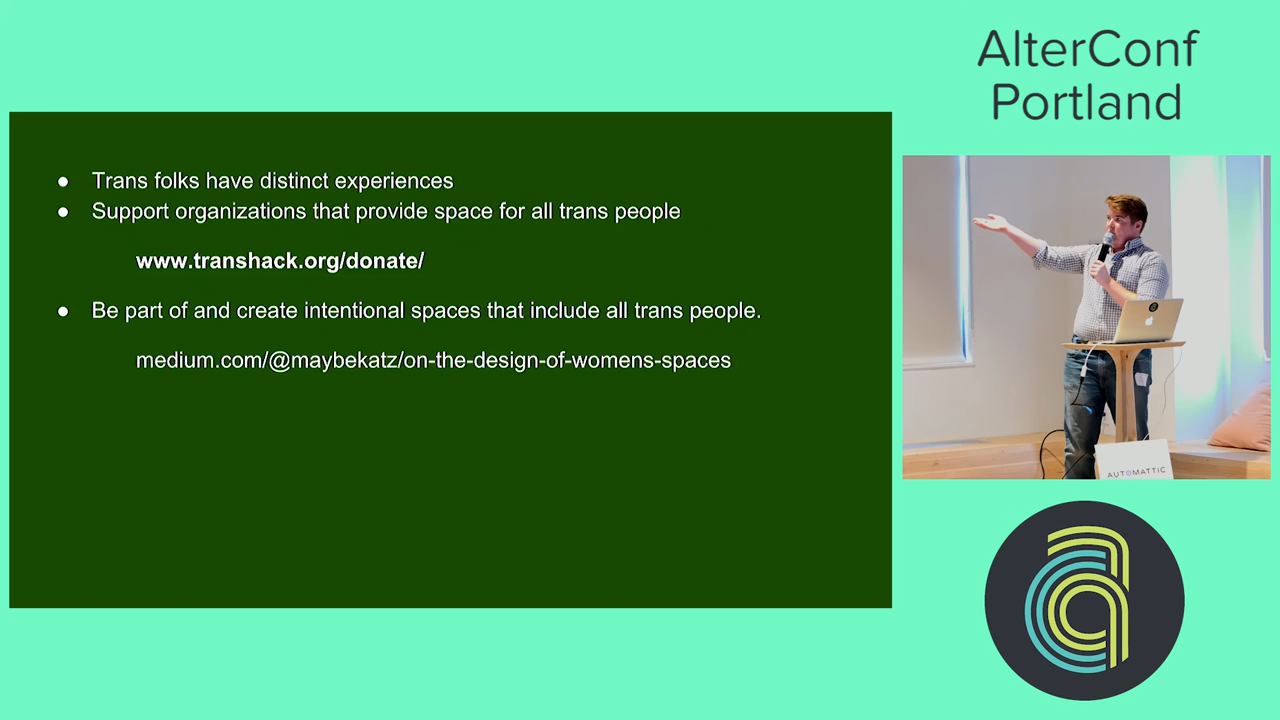 AlterConf
Portland
● Trans folks have distinct experiences
● Support organizations that provide space for all trans people
www.transhack.org/donate/
● Be part of and create intentional spaces that include all trans people.
medium.com/@maybekatz/on-the-design-of-womens-spaces
AUTOMATTIC